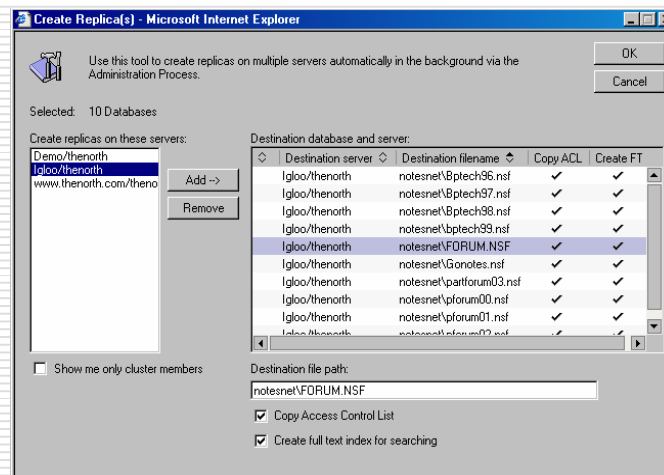 Create Replica(s) - Microsoft Internet Explorer
Use this tool to create replicas on multiple servers automatically in the background via the
Administration Process.
OK
Cancel
Selected: 10 Databases
Create replicas on these servers:
Demo/thenorth
Igloo/thenorth
www.thenorth.com/theno
Add -->
Remove
Show me only cluster members
Destination database and server:
Destination server Destination filename Copy ACL Create FT
Igloo/thenorth notesnet\Bptech96.nsf ✓ ✓
Igloo/thenorth notesnet\Bptech97.nsf ✓ ✓
Igloo/thenorth notesnet\Bptech98.nsf ✓ ✓
Igloo/thenorth notesnet\bptech99.nsf ✓ ✓
Igloo/thenorth notesnet\FORUM.NSF ✓ ✓
Igloo/thenorth notesnet\Gonotes.nsf ✓ ✓
Igloo/thenorth notesnet\partforum03.nsf ✓ ✓
Igloo/thenorth notesnet\pforum00.nsf ✓ ✓
Igloo/thenorth notesnet\pforum01.nsf ✓ ✓
Igloo/thenorth notesnet\pforum02.nsf ✓ ✓
Destination file path:
notesnet\FORUM.NSF
Copy Access Control List
Create full text index for searching